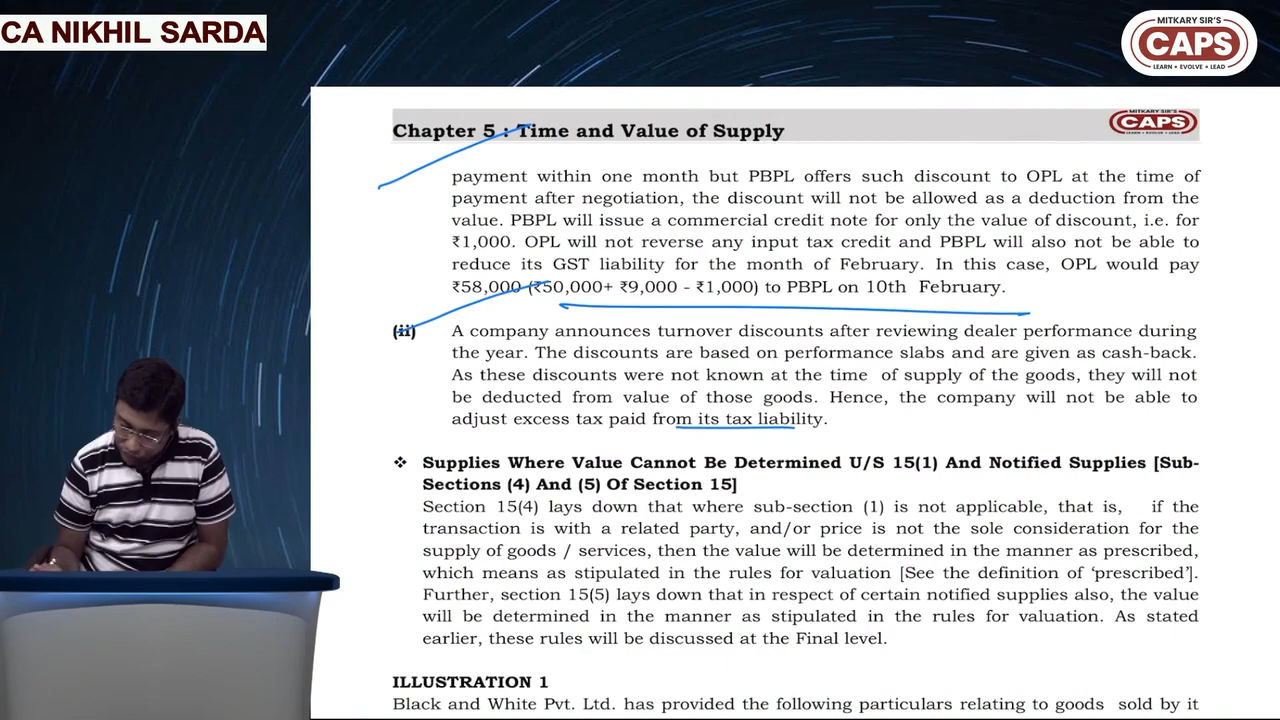 CA NIKHIL SARDA
MITKARY SIR'S
CAPS
LEARN • EVOLVE • LEAD
Chapter 5 : Time and Value of Supply
MITKARY SIR'S
CAPS
LEARN • EVOLVE • LEAD
payment within one month but PBPL offers such discount to OPL at the time of
payment after negotiation, the discount will not be allowed as a deduction from the
value. PBPL will issue a commercial credit note for only the value of discount, i.e. for
₹1,000. OPL will not reverse any input tax credit and PBPL will also not be able to
reduce its GST liability for the month of February. In this case, OPL would pay
₹58,000 (₹50,000+ ₹9,000 - ₹1,000) to PBPL on 10th February.
(ii) A company announces turnover discounts after reviewing dealer performance during
the year. The discounts are based on performance slabs and are given as cash-back.
As these discounts were not known at the time of supply of the goods, they will not
be deducted from value of those goods. Hence, the company will not be able to
adjust excess tax paid from its tax liability.
❖ Supplies Where Value Cannot Be Determined U/S 15(1) And Notified Supplies [Sub-
Sections (4) And (5) Of Section 15]
Section 15(4) lays down that where sub-section (1) is not applicable, that is, if the
transaction is with a related party, and/or price is not the sole consideration for the
supply of goods / services, then the value will be determined in the manner as prescribed,
which means as stipulated in the rules for valuation [See the definition of ‘prescribed’].
Further, section 15(5) lays down that in respect of certain notified supplies also, the value
will be determined in the manner as stipulated in the rules for valuation. As stated
earlier, these rules will be discussed at the Final level.
ILLUSTRATION 1
Black and White Pvt. Ltd. has provided the following particulars relating to goods sold by it